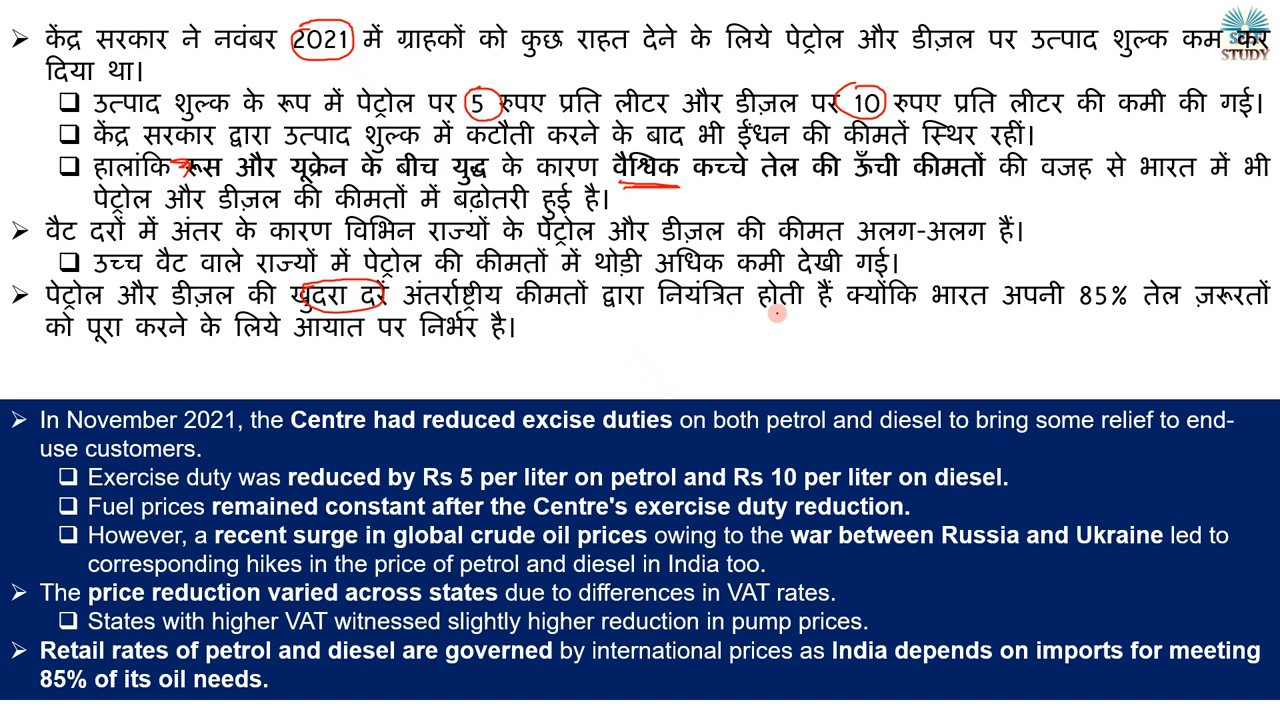 ➢ केंद्र सरकार ने नवंबर 2021 में ग्राहकों को कुछ राहत देने के लिये पेट्रोल और डीज़ल पर उत्पाद शुल्क कम कर
दिया था।
❑ उत्पाद शुल्क के रूप में पेट्रोल पर 5 रुपए प्रति लीटर और डीज़ल पर 10 रुपए प्रति लीटर की कमी की गई।
❑ केंद्र सरकार द्वारा उत्पाद शुल्क में कटौती करने के बाद भी ईंधन की कीमतें स्थिर रहीं।
❑ हालांकि रूस और यूक्रेन के बीच युद्ध के कारण वैश्विक कच्चे तेल की ऊँची कीमतों की वजह से भारत में भी
पेट्रोल और डीज़ल की कीमतों में बढ़ोतरी हुई है।
➢ वैट दरों में अंतर के कारण विभिन राज्यों के पेट्रोल और डीज़ल की कीमत अलग-अलग हैं।
❑ उच्च वैट वाले राज्यों में पेट्रोल की कीमतों में थोड़ी अधिक कमी देखी गई।
➢ पेट्रोल और डीज़ल की खुदरा दरें अंतर्राष्ट्रीय कीमतों द्वारा नियंत्रित होती हैं क्योंकि भारत अपनी 85% तेल ज़रूरतों
को पूरा करने के लिये आयात पर निर्भर है।
STUDY
➢ In November 2021, the Centre had reduced excise duties on both petrol and diesel to bring some relief to end-
use customers.
❑ Exercise duty was reduced by Rs 5 per liter on petrol and Rs 10 per liter on diesel.
❑ Fuel prices remained constant after the Centre's exercise duty reduction.
❑ However, a recent surge in global crude oil prices owing to the war between Russia and Ukraine led to
corresponding hikes in the price of petrol and diesel in India too.
➢ The price reduction varied across states due to differences in VAT rates.
❑ States with higher VAT witnessed slightly higher reduction in pump prices.
➢ Retail rates of petrol and diesel are governed by international prices as India depends on imports for meeting
85% of its oil needs.